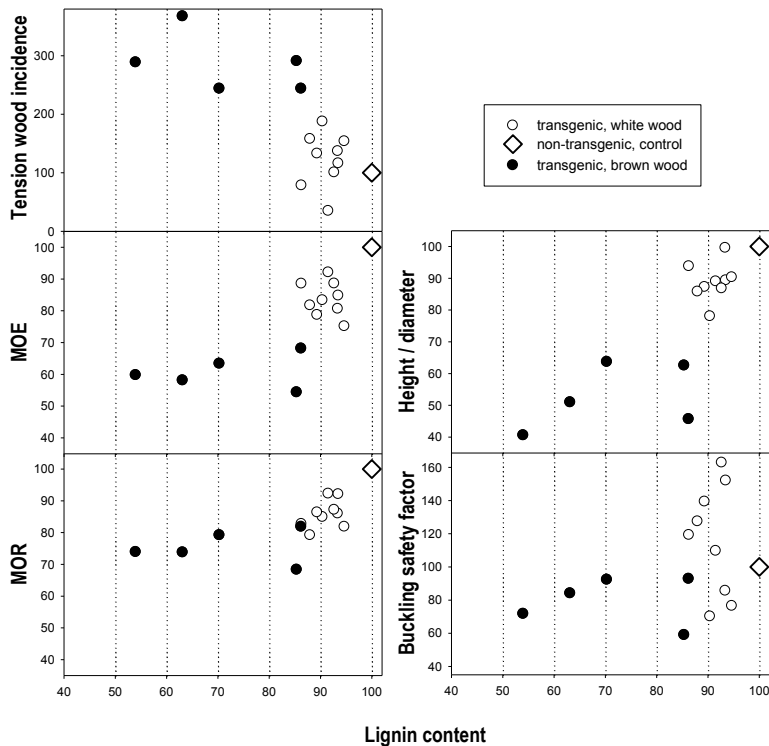 Tension wood incidence
300
200
100
0
MOE
100
90
80
70
60
50
40
MOR
100
90
80
70
60
50
40
40 50 60 70 80 90 100
transgenic, white wood
non-transgenic, control
transgenic, brown wood
Height / diameter
100
90
80
70
60
50
40
Buckling safety factor
160
140
120
100
80
60
40
40 50 60 70 80 90 100
Lignin content